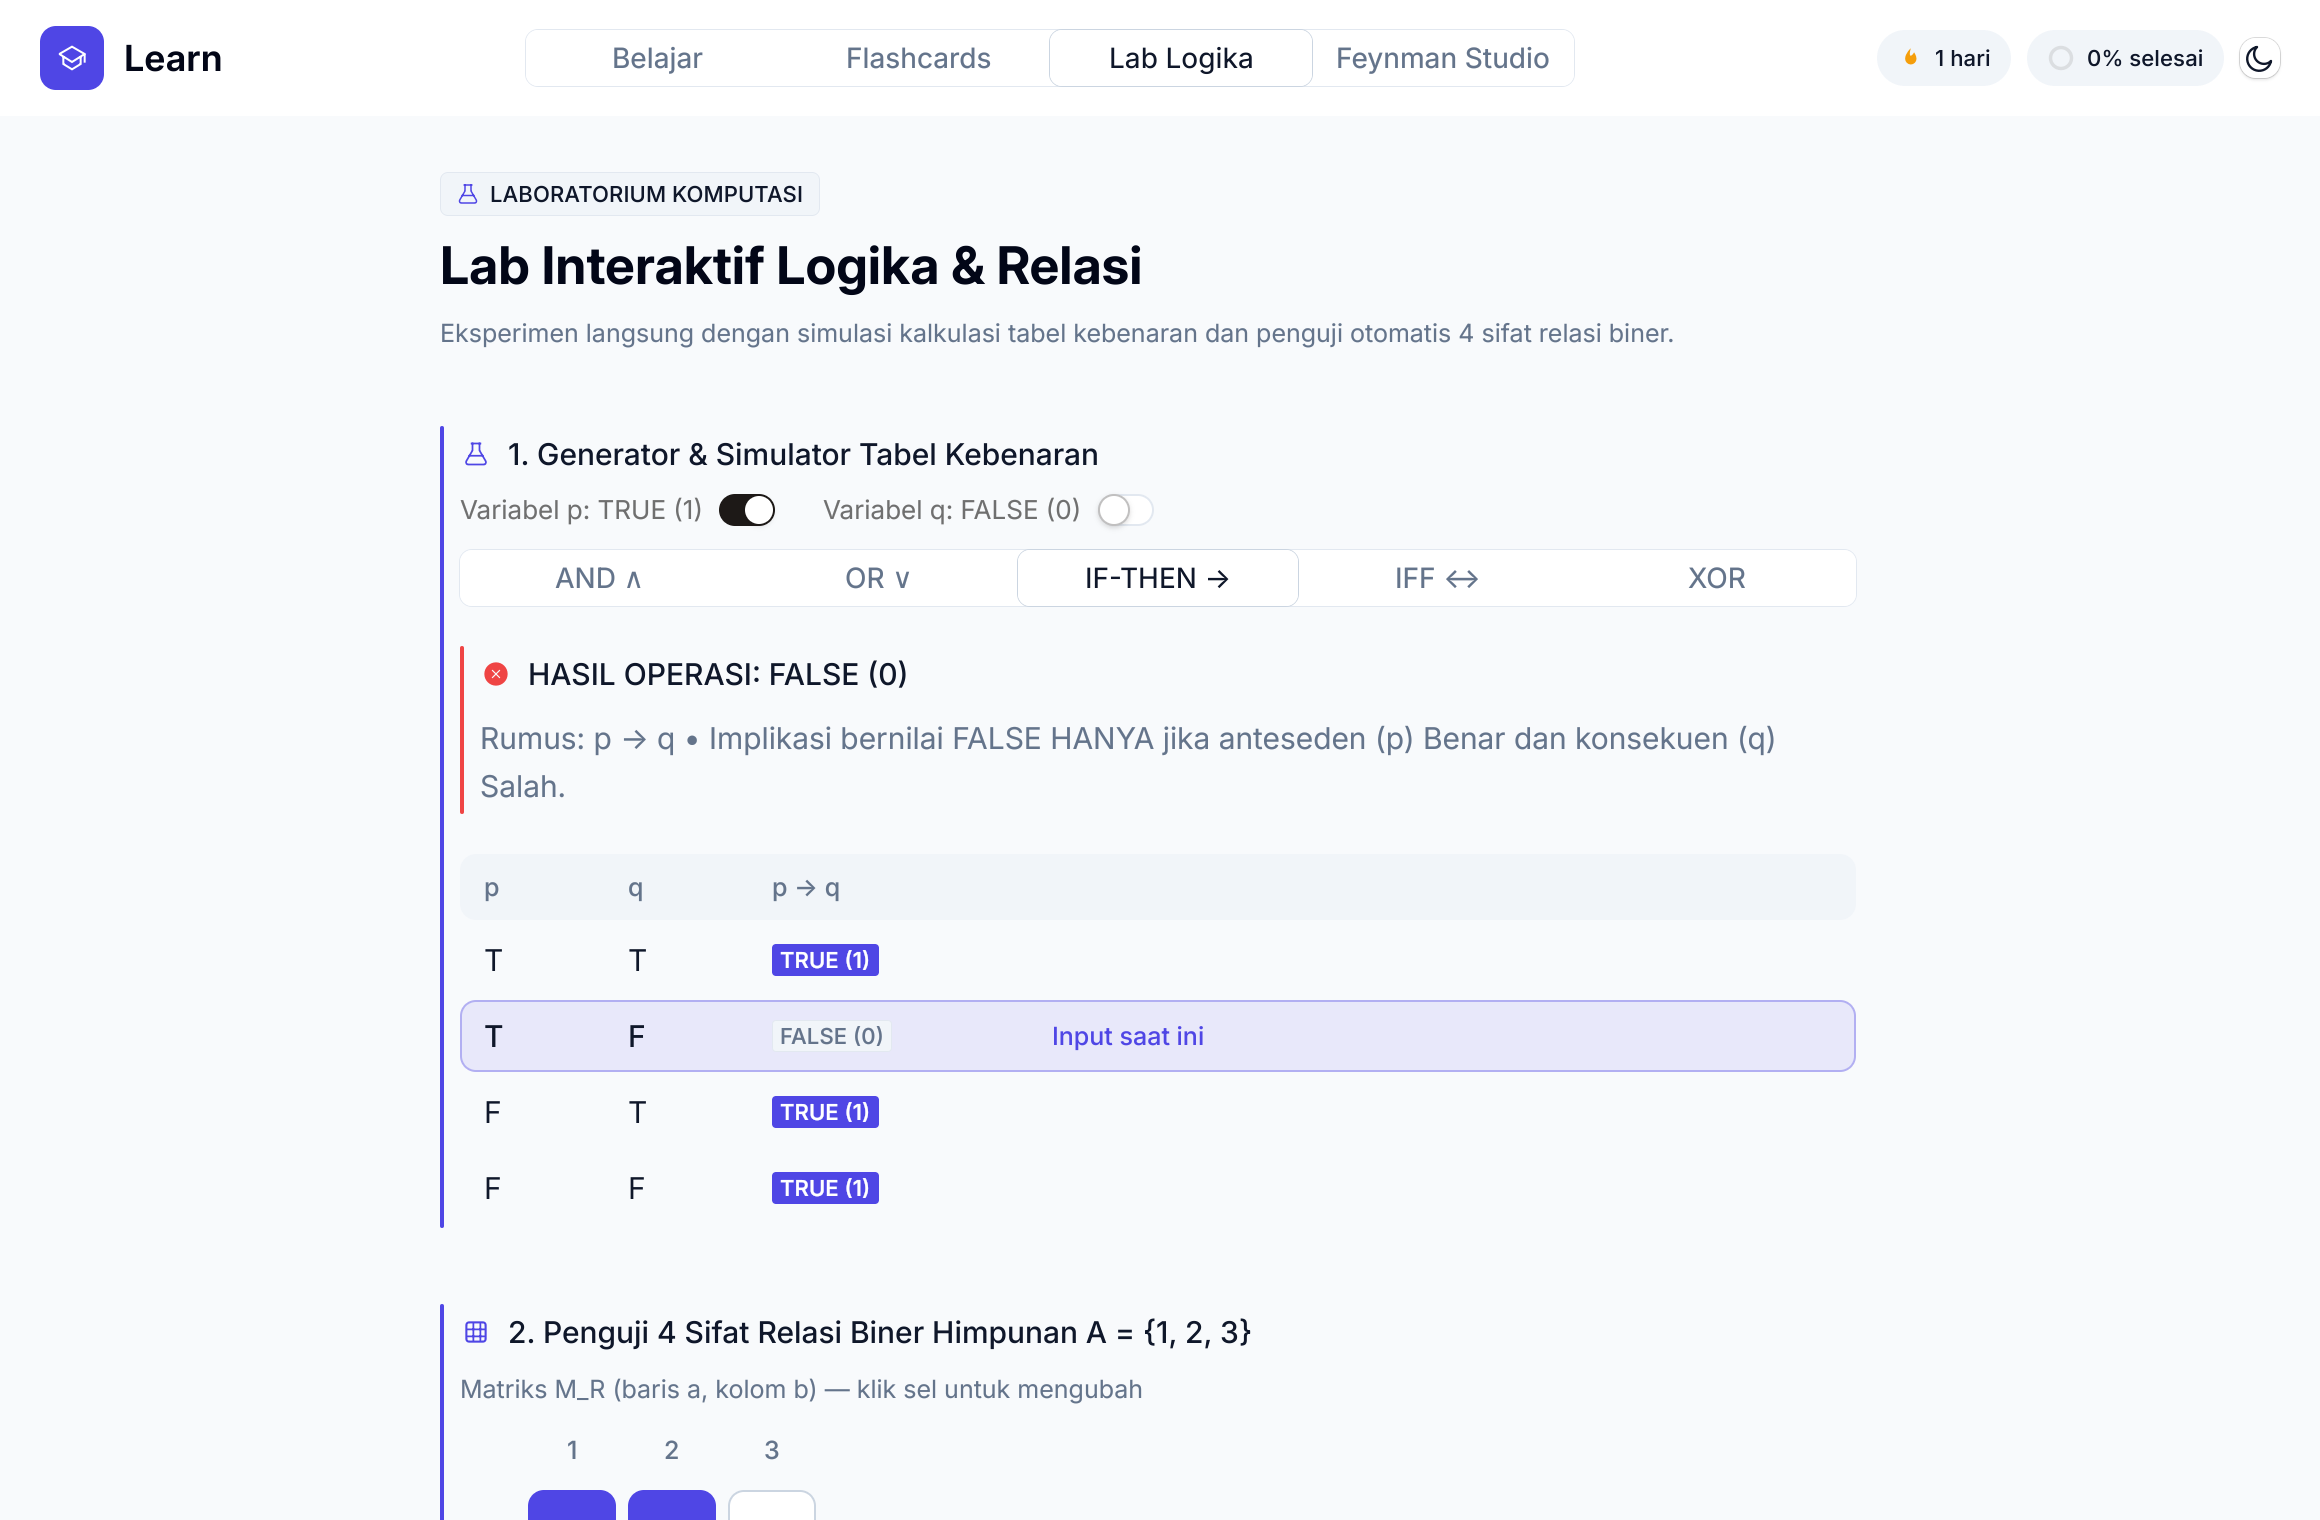 Learn
Belajar
Flashcards
Lab Logika
Feynman Studio
1 hari
0% selesai
LABORATORIUM KOMPUTASI
Lab Interaktif Logika & Relasi
Eksperimen langsung dengan simulasi kalkulasi tabel kebenaran dan penguji otomatis 4 sifat relasi biner.
1. Generator & Simulator Tabel Kebenaran
Variabel p: TRUE (1)
Variabel q: FALSE (0)
AND ∧
OR ∨
IF-THEN →
IFF ↔
XOR
HASIL OPERASI: FALSE (0)
Rumus: p → q • Implikasi bernilai FALSE HANYA jika anteseden (p) Benar dan konsekuen (q)
Salah.
p q p → q
T T TRUE (1)
T F FALSE (0) Input saat ini
F T TRUE (1)
F F TRUE (1)
2. Penguji 4 Sifat Relasi Biner Himpunan A = {1, 2, 3}
Matriks M_R (baris a, kolom b) — klik sel untuk mengubah
1 2 3